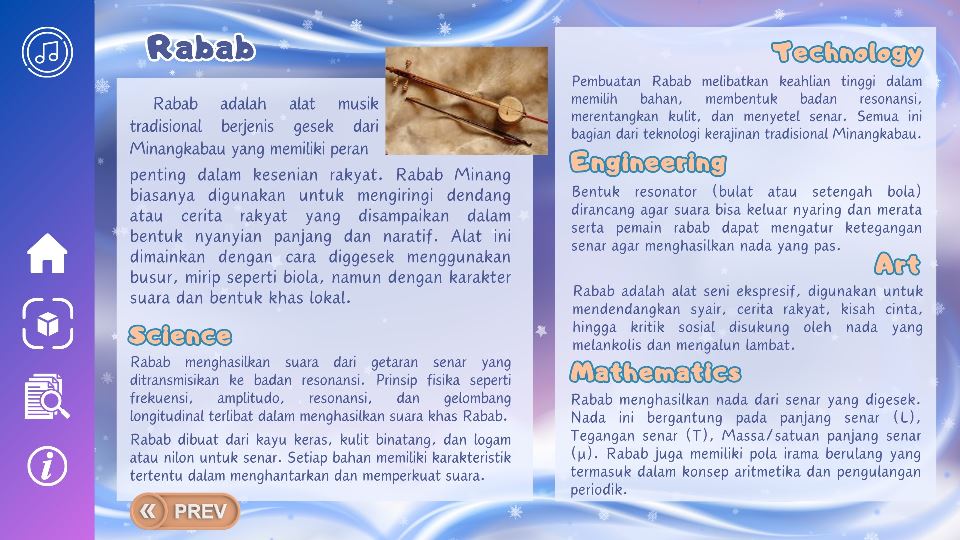 Rabab
Rabab adalah alat musik
tradisional berjenis gesek dari
Minangkabau yang memiliki peran
penting dalam kesenian rakyat. Rabab Minang
biasanya digunakan untuk mengiringi dendang
atau cerita rakyat yang disampaikan dalam
bentuk nyanyian panjang dan naratif. Alat ini
dimainkan dengan cara diggesek menggunakan
busur, mirip seperti biola, namun dengan karakter
suara dan bentuk khas lokal.
Science
Rabab menghasilkan suara dari getaran senar yang
ditransmisikan ke badan resonansi. Prinsip fisika seperti
frekuensi, amplitudo, resonansi, dan gelombang
longitudinal terlibat dalam menghasilkan suara khas Rabab.
Rabab dibuat dari kayu keras, kulit binatang, dan logam
atau nilon untuk senar. Setiap bahan memiliki karakteristik
tertentu dalam menghantarkan dan memperkuat suara.
PREV
Technology
Pembuatan Rabab melibatkan keahlian tinggi dalam
memilih bahan, membentuk badan resonansi,
merentangkan kulit, dan menyetel senar. Semua ini
bagian dari teknologi kerajinan tradisional Minangkabau.
Engineering
Bentuk resonator (bulat atau setengah bola)
dirancang agar suara bisa keluar nyaring dan merata
serta pemain rabab dapat mengatur ketegangan
senar agar menghasilkan nada yang pas.
Art
Rabab adalah alat seni ekspresif, digunakan untuk
mendendangkan syair, cerita rakyat, kisah cinta,
hingga kritik sosial disukung oleh nada yang
melankolis dan mengalun lambat.
Mathematics
Rabab menghasilkan nada dari senar yang digesek.
Nada ini bergantung pada panjang senar (L),
Tegangan senar (T), Massa/satuan panjang senar
(μ). Rabab juga memiliki pola irama berulang yang
termasuk dalam konsep aritmetika dan pengulangan
periodik.